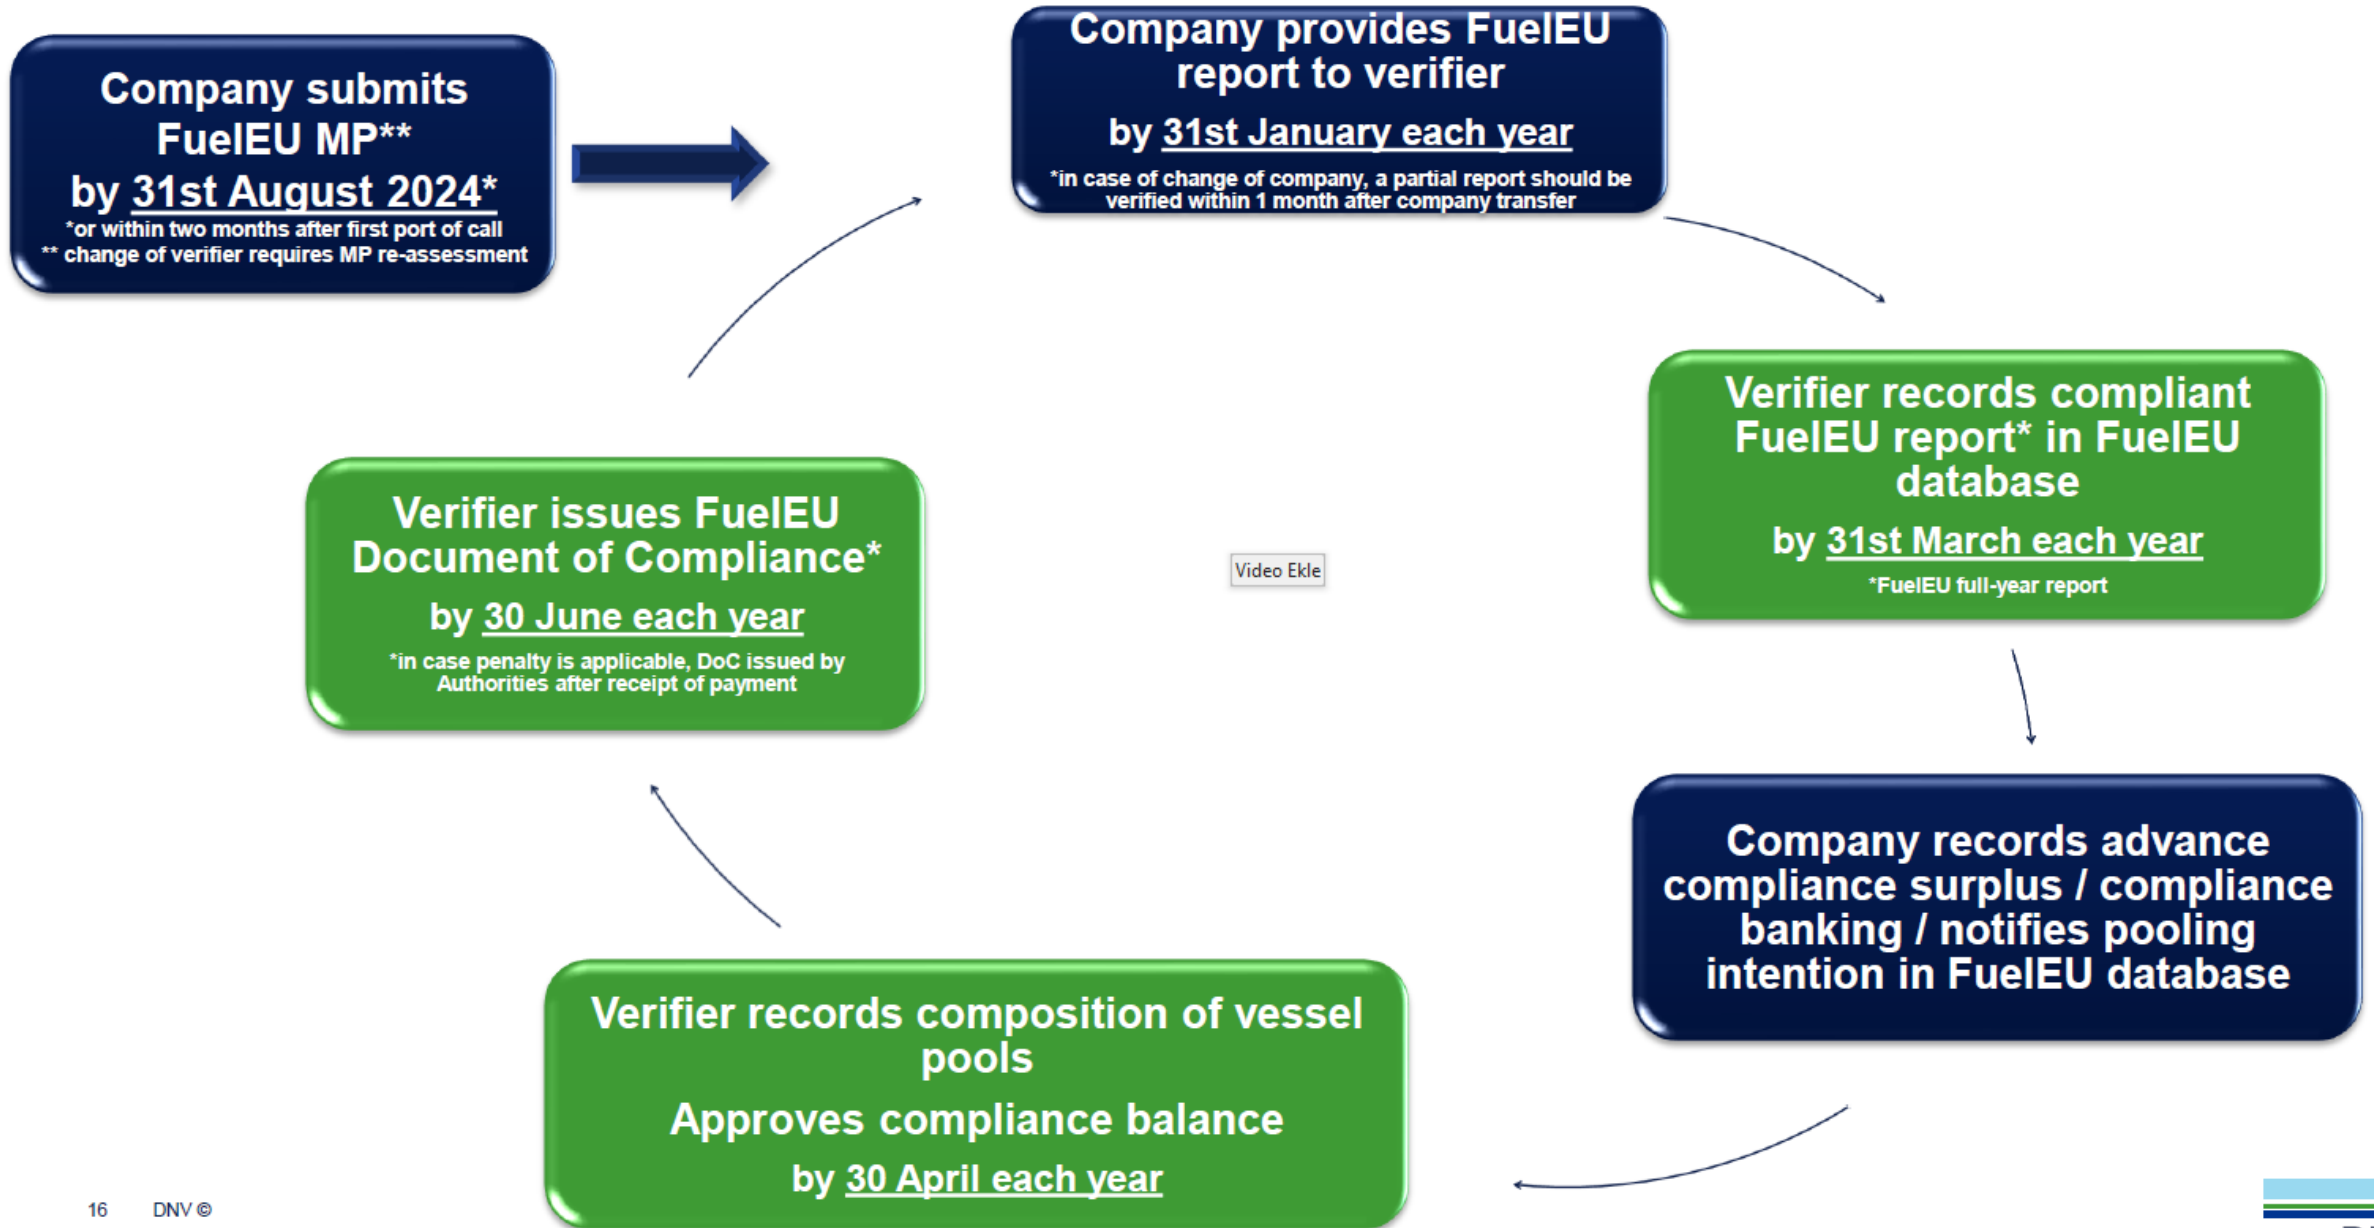 Company submits
FuelEU MP**
by 31st August 2024*
*or within two months after first port of call
** change of verifier requires MP re-assessment
Company provides FuelEU
report to verifier
by 31st January each year
*in case of change of company, a partial report should be
verified within 1 month after company transfer
Verifier records compliant
FuelEU report* in FuelEU
database
by 31st March each year
*FuelEU full-year report
Company records advance
compliance surplus / compliance
banking / notifies pooling
intention in FuelEU database
Verifier records composition of vessel
pools
Approves compliance balance
by 30 April each year
Verifier issues FuelEU
Document of Compliance*
by 30 June each year
*in case penalty is applicable, DoC issued by
Authorities after receipt of payment
Video Ekle
16 DNV ©